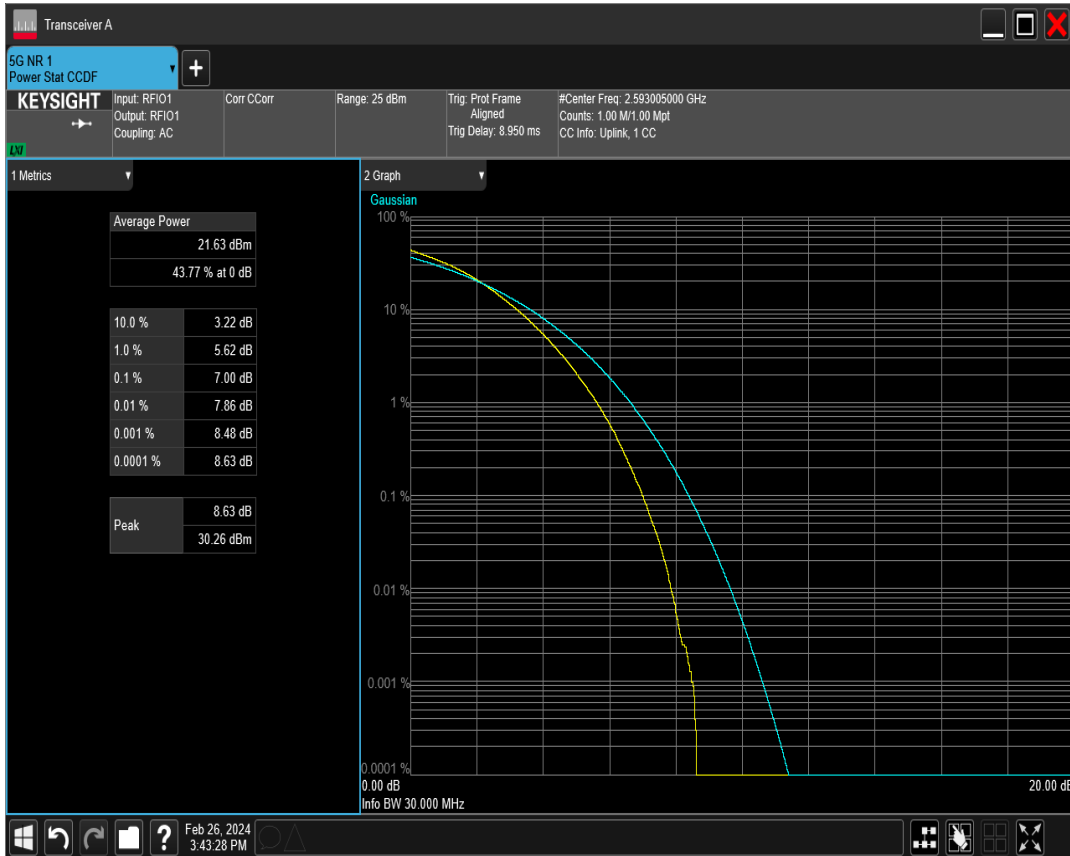 Transceiver A
5G NR 1
Power Stat CCDF
+
KEYSIGHT
LXI
Input: RFIO1
Output: RFIO1
Coupling: AC
Corr CCorr
Range: 25 dBm
Trig: Prot Frame
Aligned
Trig Delay: 8.950 ms
#Center Freq: 2.593005000 GHz
Counts: 1.00 M/1.00 Mpt
CC Info: Uplink, 1 CC
1 Metrics
Average Power
21.63 dBm
43.77 % at 0 dB
10.0 % 3.22 dB
1.0 % 5.62 dB
0.1 % 7.00 dB
0.01 % 7.86 dB
0.001 % 8.48 dB
0.0001 % 8.63 dB
Peak
8.63 dB
30.26 dBm
2 Graph
Gaussian
100 %
10 %
1 %
0.1 %
0.01 %
0.001 %
0.0001 %
0.00 dB 20.00 dB
Info BW 30.000 MHz
?
Feb 26, 2024
3:43:28 PM